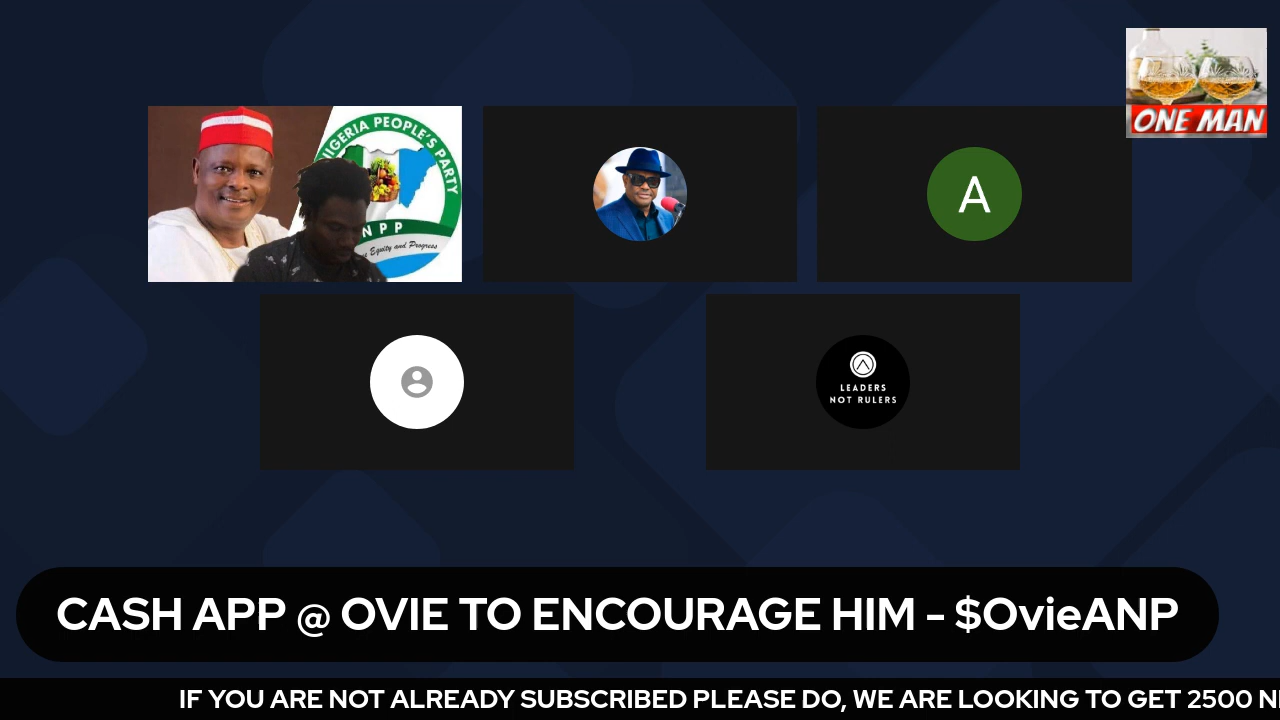 NIGERIA PEOPLE'S PARTY
NPP
Equity and Progress
A
ONE MAN
LEADERS
NOT RULERS
CASH APP @ OVIE TO ENCOURAGE HIM - $OvieANP
IF YOU ARE NOT ALREADY SUBSCRIBED PLEASE DO, WE ARE LOOKING TO GET 2500